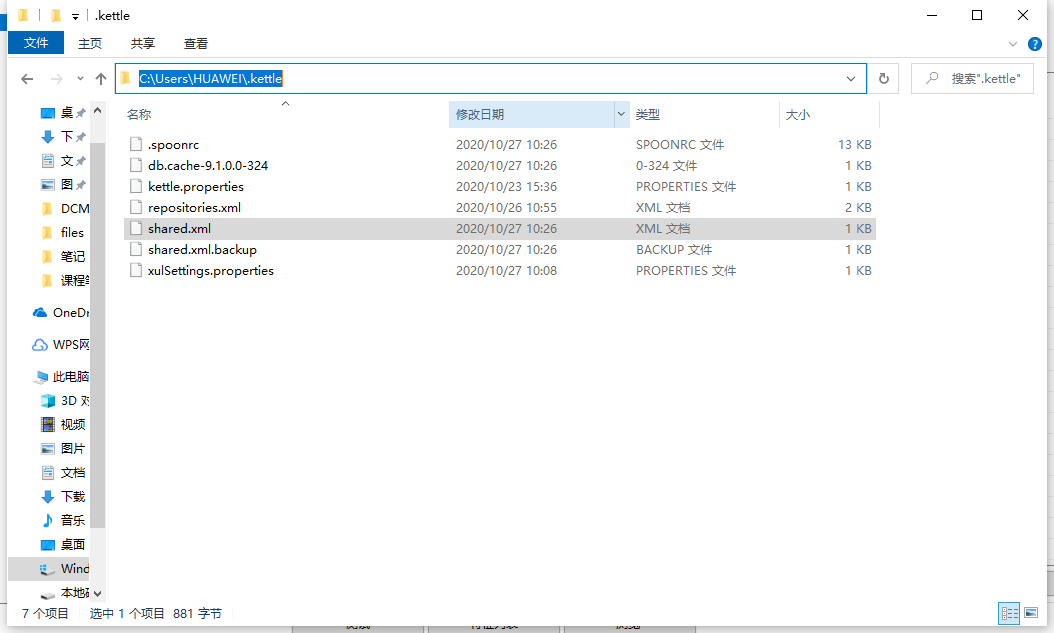 .kettle
文件 主页 共享 查看
C:\Users\HUAWEI\.kettle
搜索".kettle"
名称 修改日期 类型 大小
.spoonrc 2020/10/27 10:26 SPOONRC 文件 13 KB
db.cache-9.1.0.0-324 2020/10/27 10:26 0-324 文件 1 KB
kettle.properties 2020/10/23 15:36 PROPERTIES 文件 1 KB
repositories.xml 2020/10/26 10:55 XML 文档 2 KB
shared.xml 2020/10/27 10:26 XML 文档 1 KB
shared.xml.backup 2020/10/27 10:26 BACKUP 文件 1 KB
xulSettings.properties 2020/10/27 10:08 PROPERTIES 文件 1 KB
桌
下
文
图
DCM
files
笔记
课程
OneDr
WPS网
此电脑
3D 对
视频
图片
文档
下载
音乐
桌面
Wind
本地
7 个项目 选中 1 个项目 881 字节